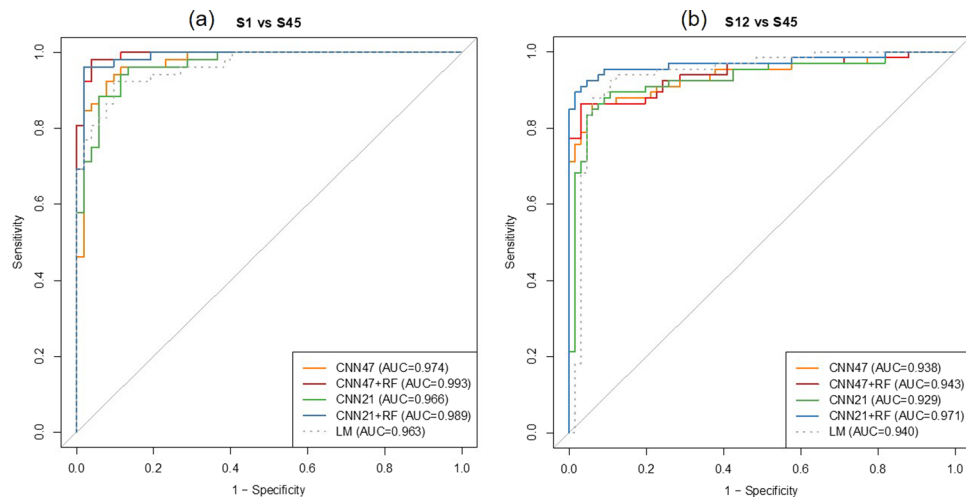 (a) S1 vs S45
Sensitivity
1.0
0.8
0.6
0.4
0.2
0.0
CNN47 (AUC=0.974)
CNN47+RF (AUC=0.993)
CNN21 (AUC=0.966)
CNN21+RF (AUC=0.989)
LM (AUC=0.963)
0.0 0.2 0.4 0.6 0.8 1.0
1 − Specificity
(b) S12 vs S45
Sensitivity
1.0
0.8
0.6
0.4
0.2
0.0
CNN47 (AUC=0.938)
CNN47+RF (AUC=0.943)
CNN21 (AUC=0.929)
CNN21+RF (AUC=0.971)
LM (AUC=0.940)
0.0 0.2 0.4 0.6 0.8 1.0
1 − Specificity